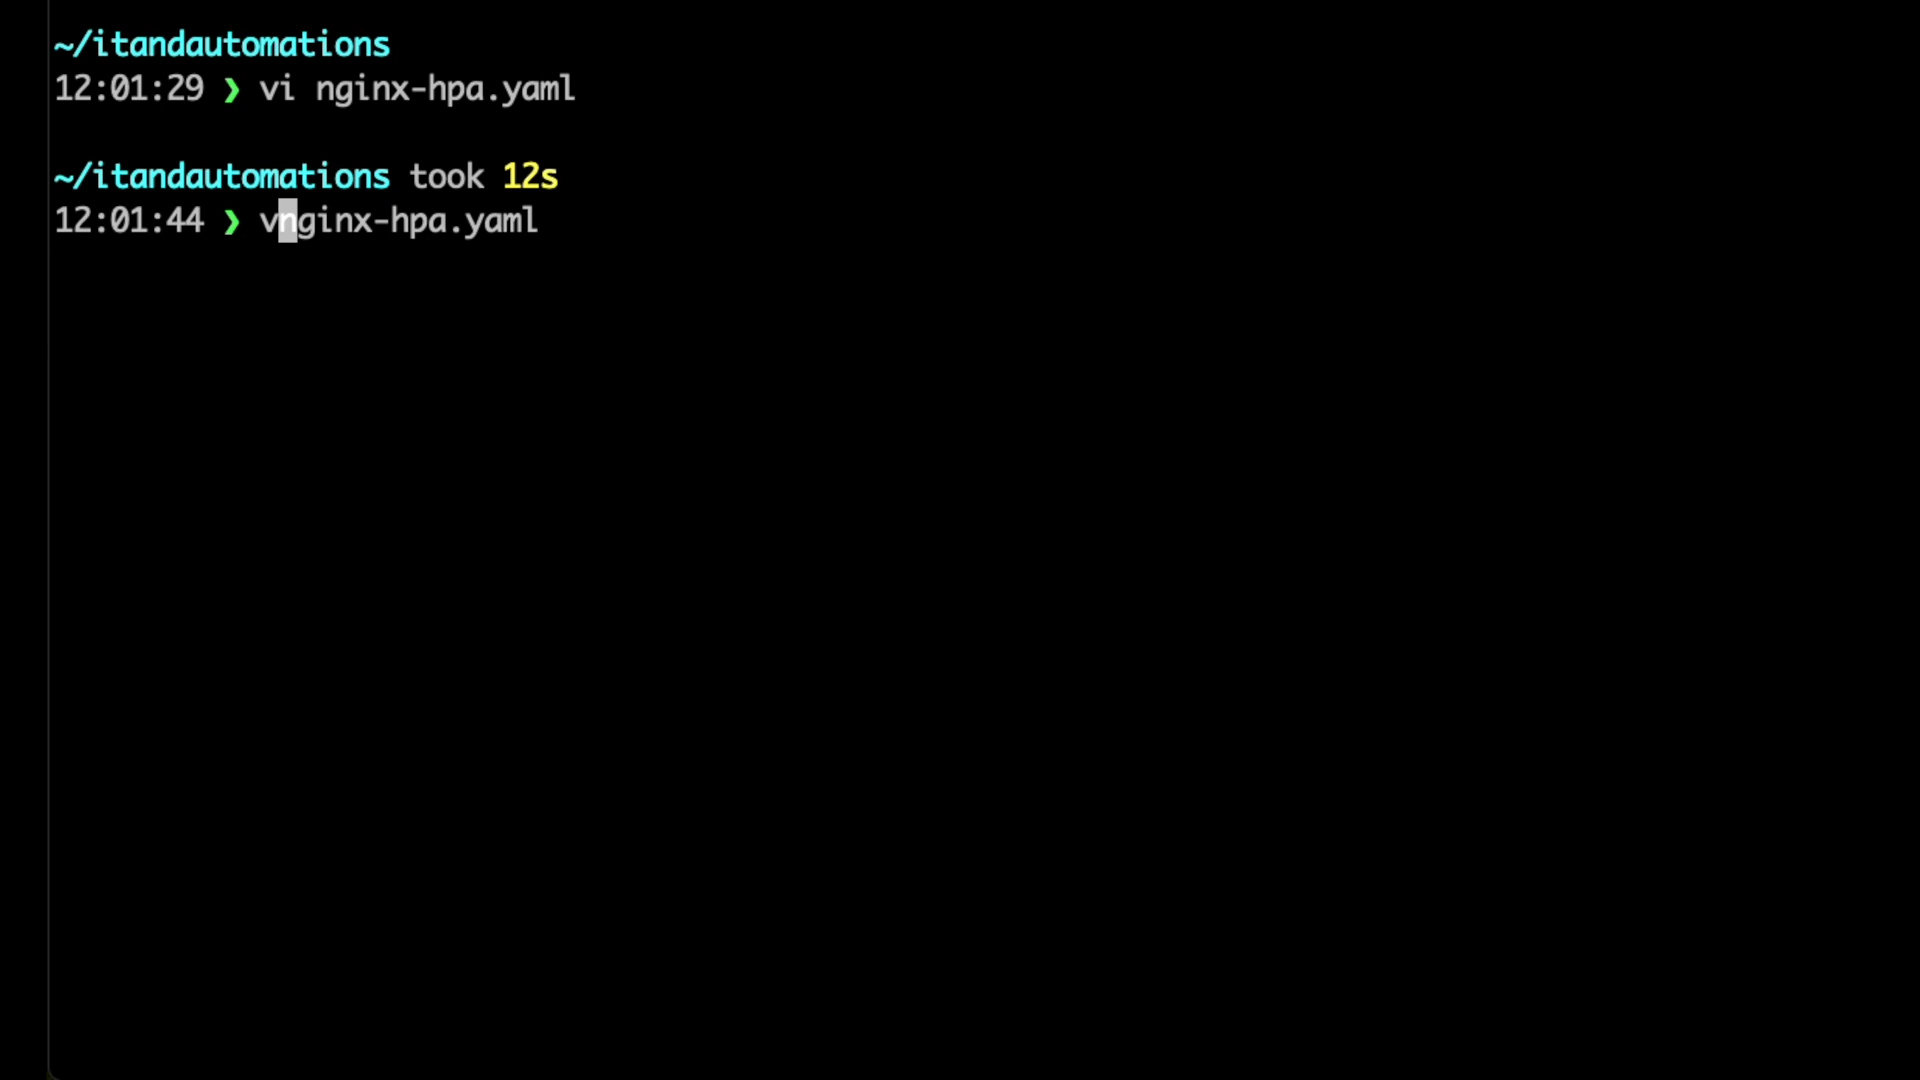 ~/itandautomations
12:01:29 ❯ vi nginx-hpa.yaml
~/itandautomations took 12s
12:01:44 ❯ vnginx-hpa.yaml